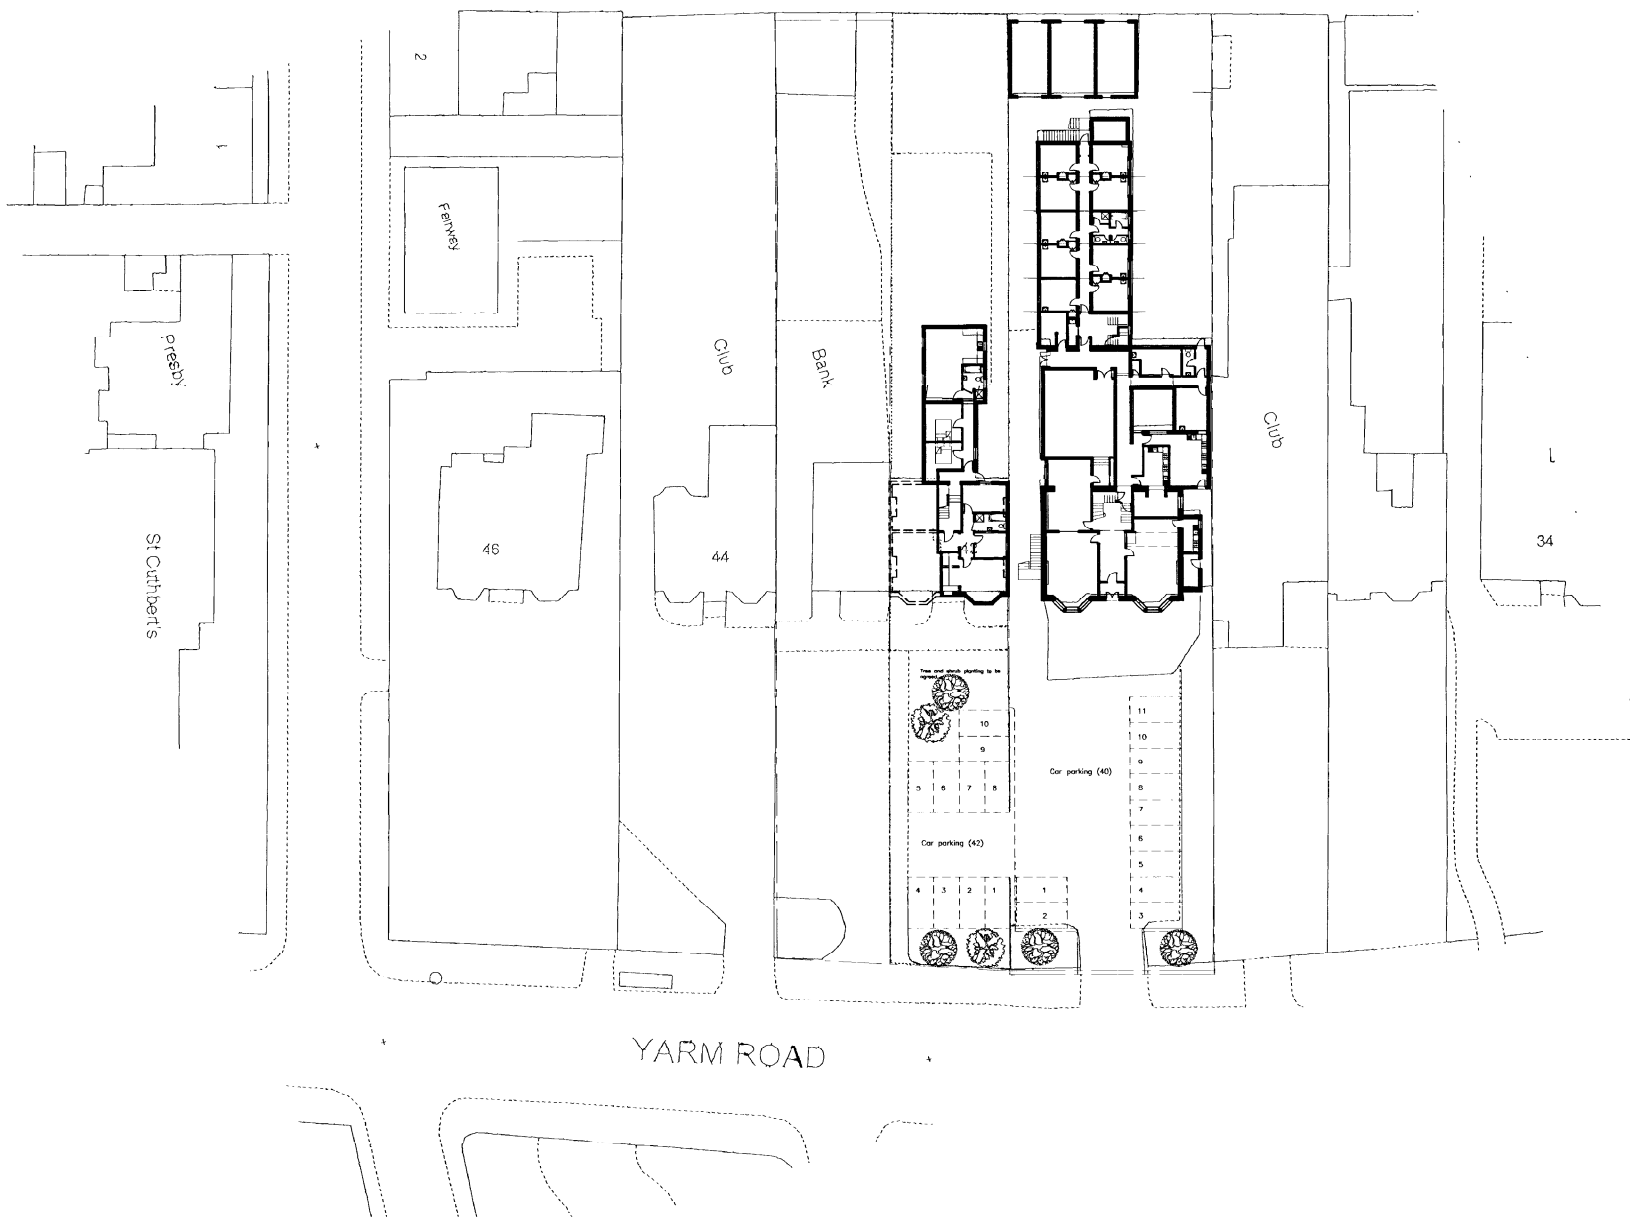 2
1
Fernwey
Presby
Club
Bank
Club
1
St Cuthbert's
46
44
34
Tree and shrub planting to be
agreed
10
9
5 6 7 8
Car parking (42)
4 3 2 1
Car parking (40)
11
10
9
8
7
6
5
4
3
1
2
YARM ROAD